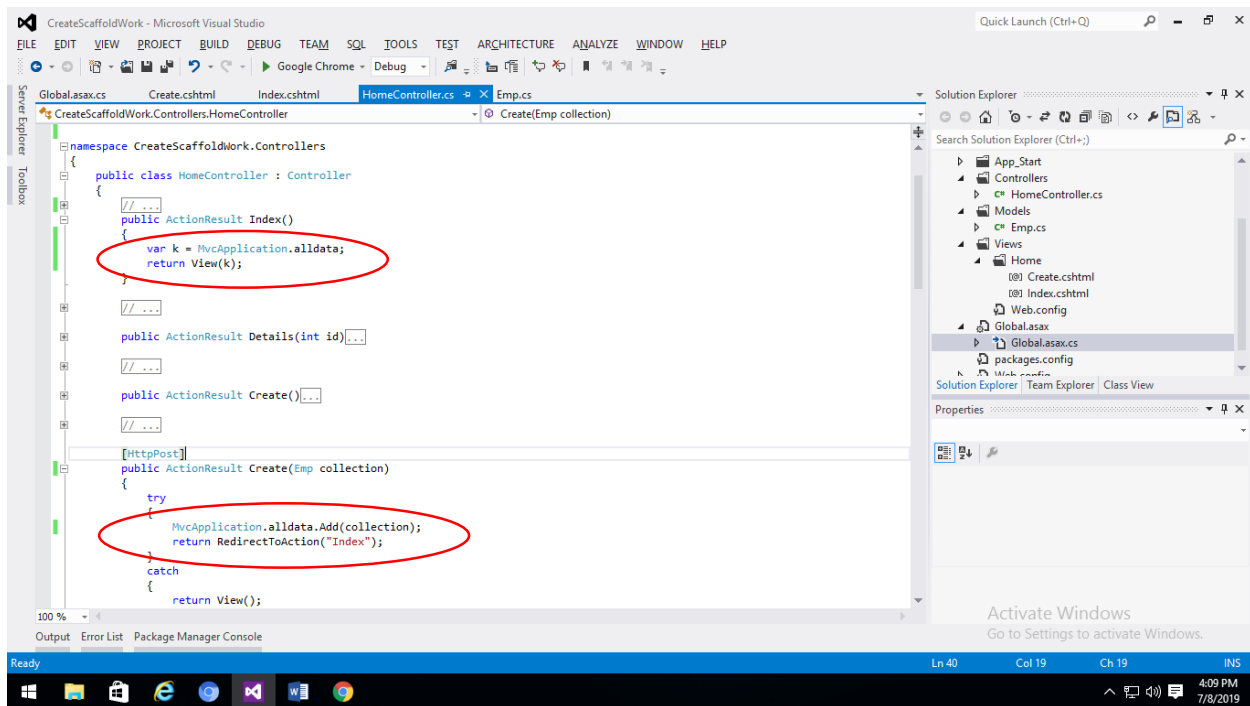 CreateScaffoldWork - Microsoft Visual Studio
Quick Launch (Ctrl+Q)
FILE EDIT VIEW PROJECT BUILD DEBUG TEAM SQL TOOLS TEST ARCHITECTURE ANALYZE WINDOW HELP
Google Chrome Debug
Server Explorer
Toolbox
Global.asax.cs Create.cshtml Index.cshtml HomeController.cs Emp.cs
CreateScaffoldWork.Controllers.HomeController Create(Emp collection)
namespace CreateScaffoldWork.Controllers
{
public class HomeController : Controller
{
// ...
public ActionResult Index()
{
var k = MvcApplication.alldata;
return View(k);
}
// ...
public ActionResult Details(int id)...
// ...
public ActionResult Create()...
// ...
[HttpPost]
public ActionResult Create(Emp collection)
{
try
{
MvcApplication.alldata.Add(collection);
return RedirectToAction("Index");
}
catch
{
return View();
100 %
Output Error List Package Manager Console
Solution Explorer
Search Solution Explorer (Ctrl+;)
App_Start
Controllers
C# HomeController.cs
Models
C# Emp.cs
Views
Home
[@] Create.cshtml
[@] Index.cshtml
Web.config
Global.asax
Global.asax.cs
packages.config
Web.config
Solution Explorer Team Explorer Class View
Properties
Activate Windows
Go to Settings to activate Windows.
Ready Ln 40 Col 19 Ch 19 INS
4:09 PM
7/8/2019